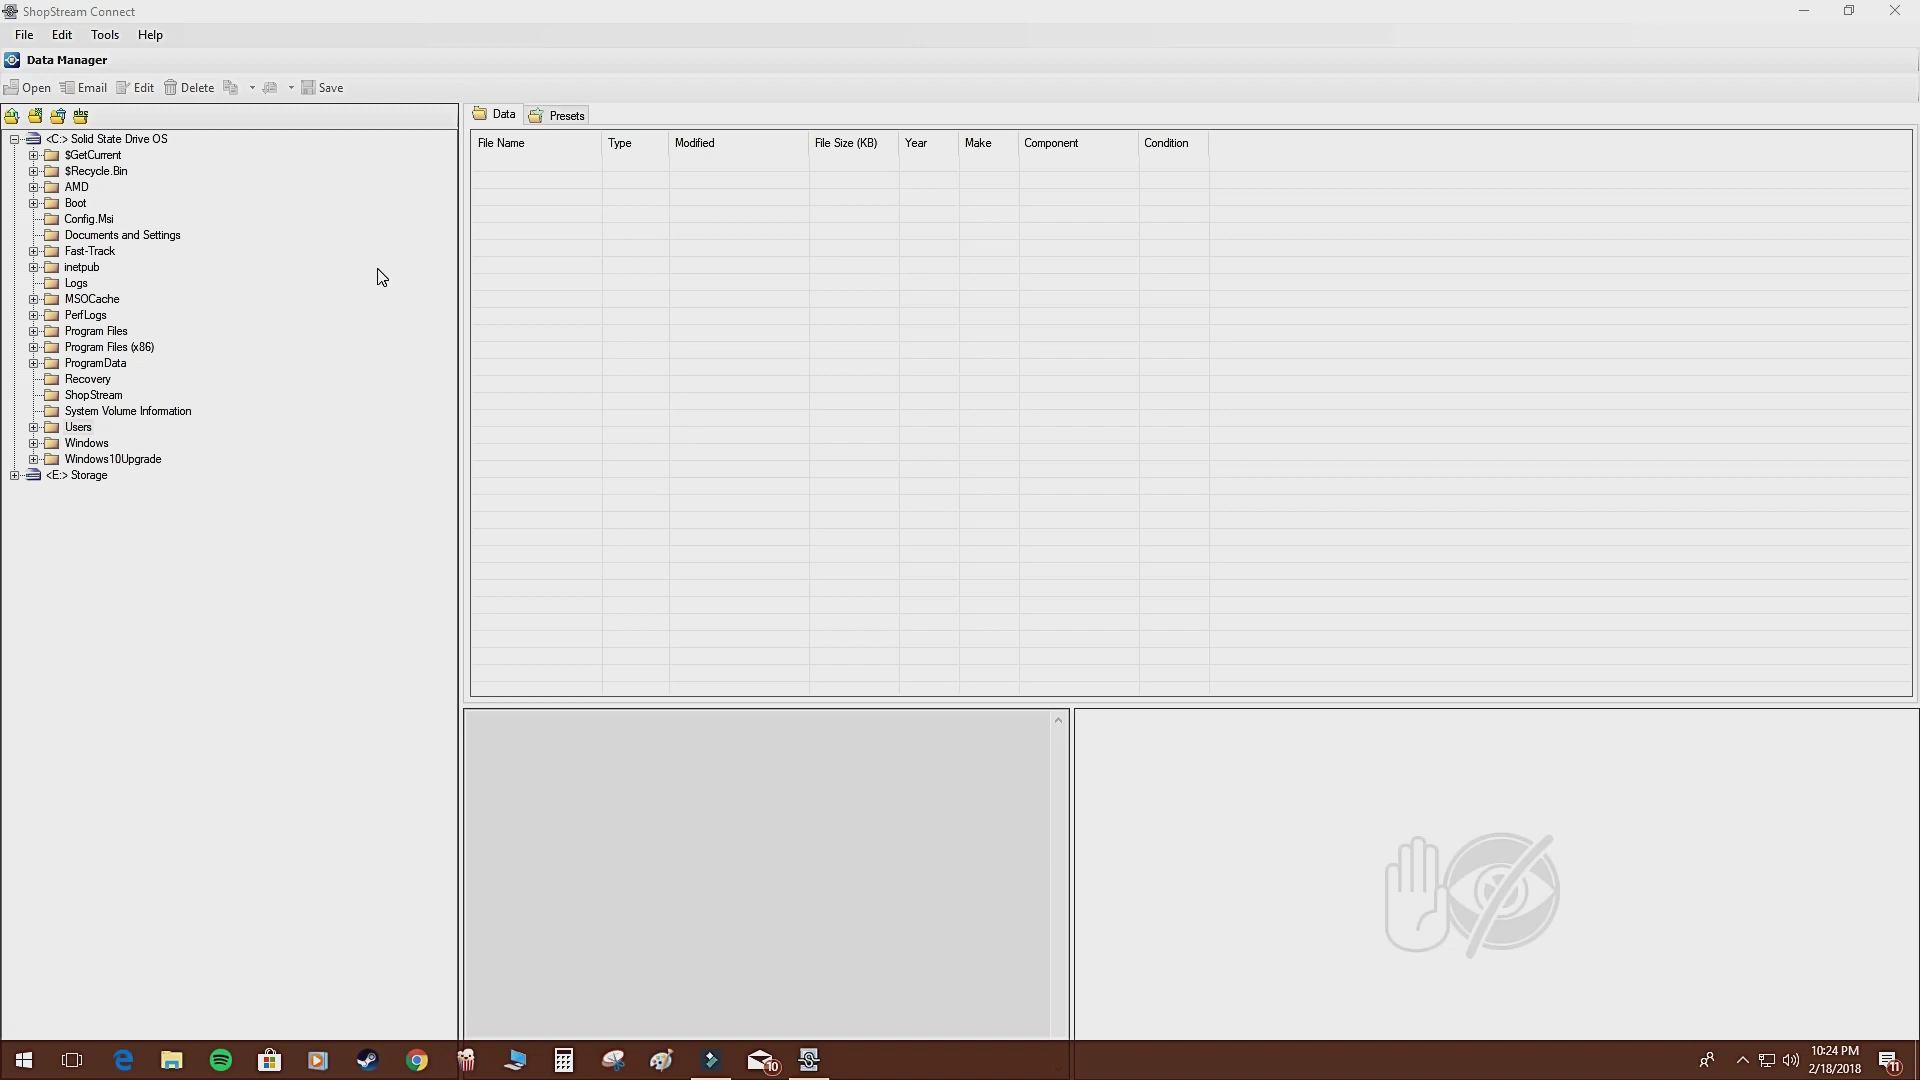 ShopStream Connect
File Edit Tools Help
Data Manager
Open Email Edit Delete Save
abc
Data Presets
File Name Type Modified File Size (KB) Year Make Component Condition
<C:> Solid State Drive OS
$GetCurrent
$Recycle.Bin
AMD
Boot
Config.Msi
Documents and Settings
Fast-Track
inetpub
Logs
MSOCache
PerfLogs
Program Files
Program Files (x86)
ProgramData
Recovery
ShopStream
System Volume Information
Users
Windows
Windows10Upgrade
<E:> Storage
10
10:24 PM
2/18/2018
11